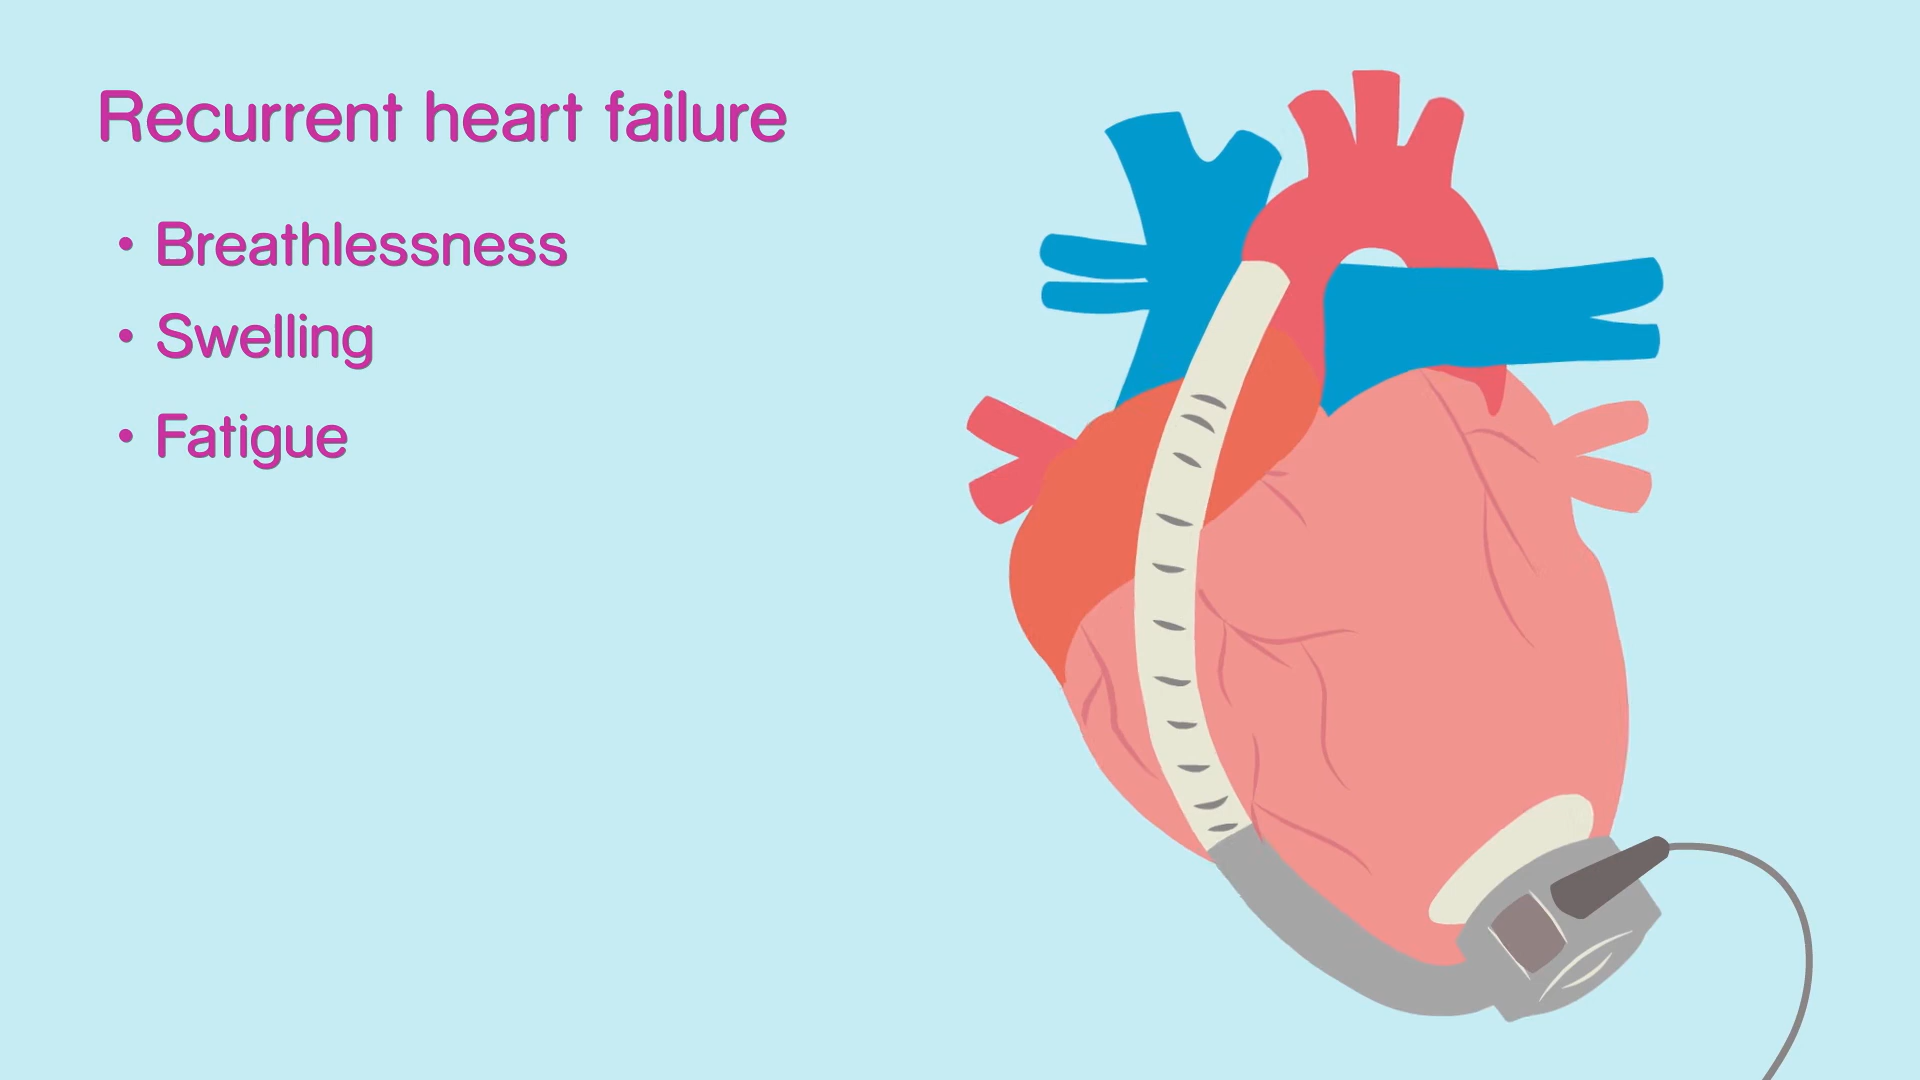 Recurrent heart failure
• Breathlessness
• Swelling
• Fatigue